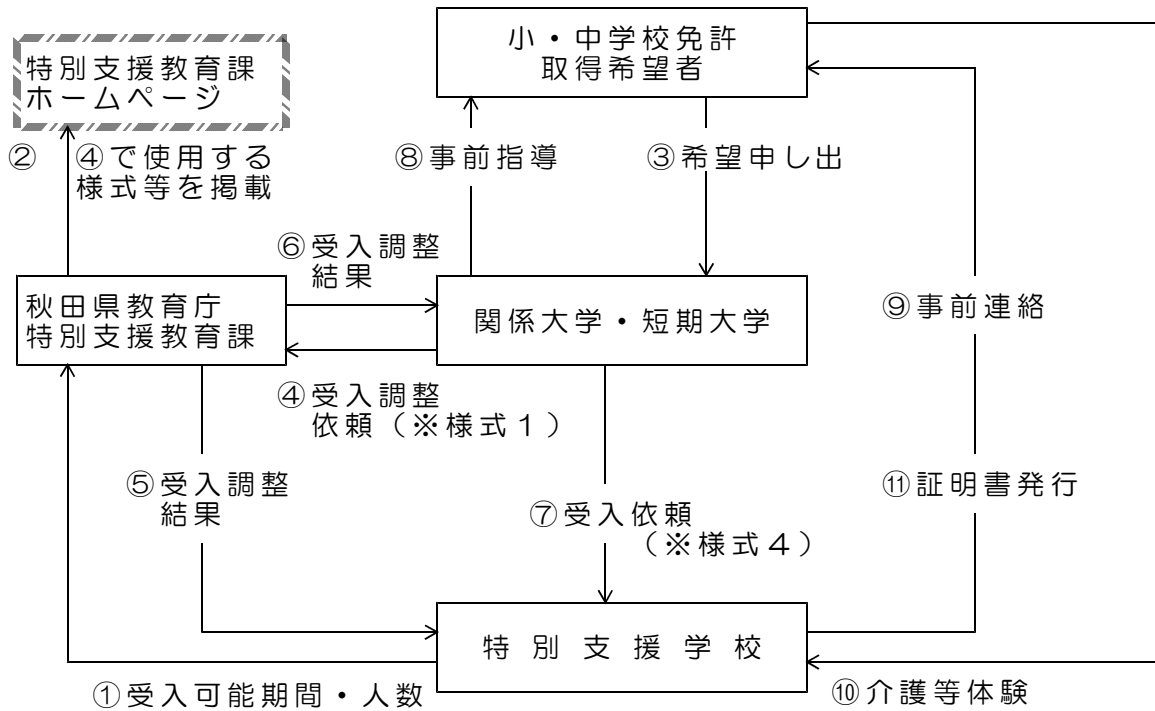 小・中学校免許
取得希望者
特別支援教育課
ホームページ
② ④で使用する
様式等を掲載
⑧事前指導
③希望申し出
⑥受入調整
結果
秋田県教育庁
特別支援教育課
関係大学・短期大学
⑨事前連絡
④受入調整
依頼（※様式１）
⑤受入調整
結果
⑦受入依頼
（※様式４）
⑪証明書発行
特別支援学校
①受入可能期間・人数
⑩介護等体験